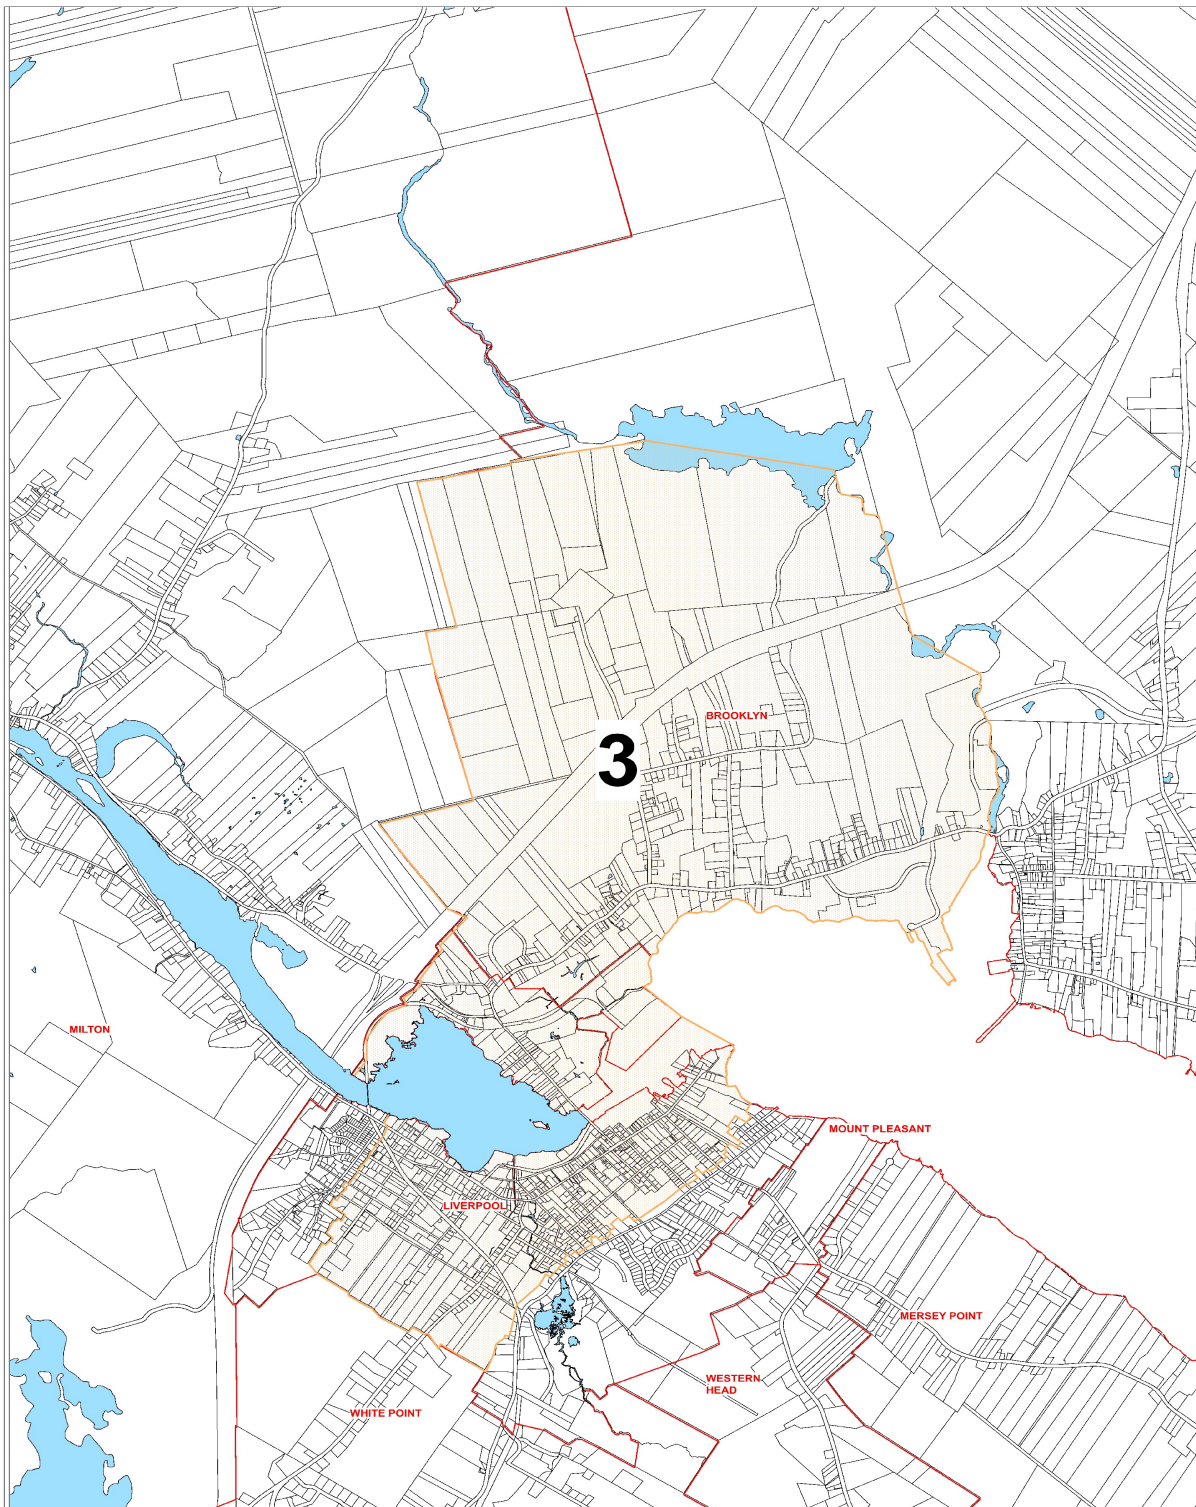 BROOKLYN
3
MILTON
MOUNT PLEASANT
LIVERPOOL
MERSEY POINT
WESTERN
HEAD
WHITE POINT